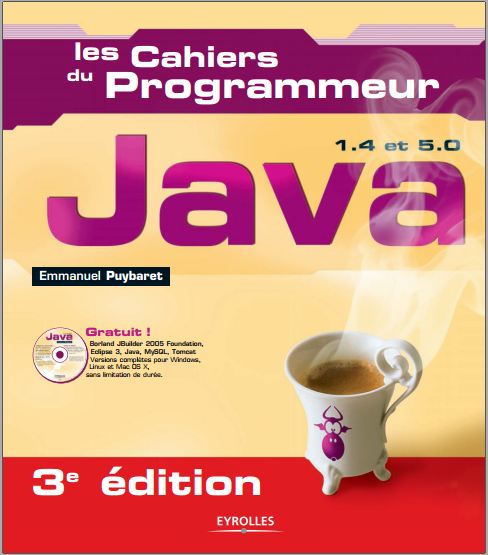 les Cahiers
du Programmeur
1.4 et 5.0
Java
Emmanuel Puybaret
Java
Gratuit !
Borland JBuilder 2005 Foundation,
Eclipse 3, Java, MySQL, Tomcat
Versions complètes pour Windows,
Linux et Mac OS X,
sans limitation de durée.
3e édition
EYROLLES